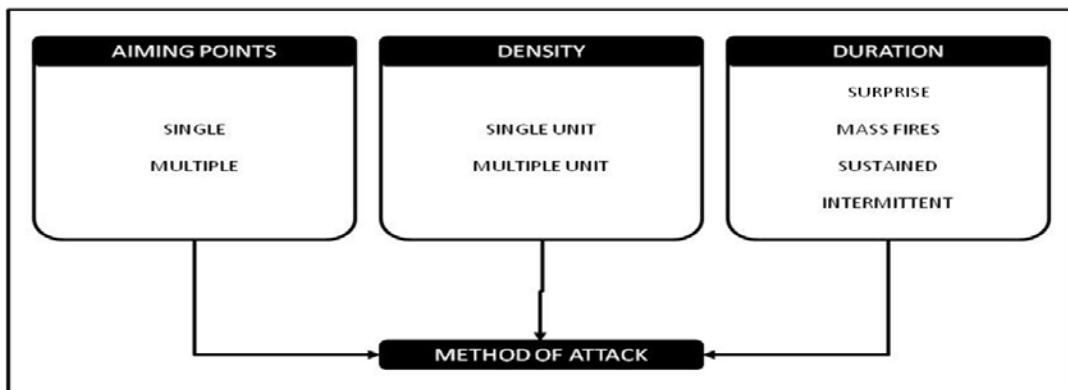 AIMING POINTS
SINGLE
MULTIPLE
DENSITY
SINGLE UNIT
MULTIPLE UNIT
DURATION
SURPRISE
MASS FIRES
SUSTAINED
INTERMITTENT
METHOD OF ATTACK